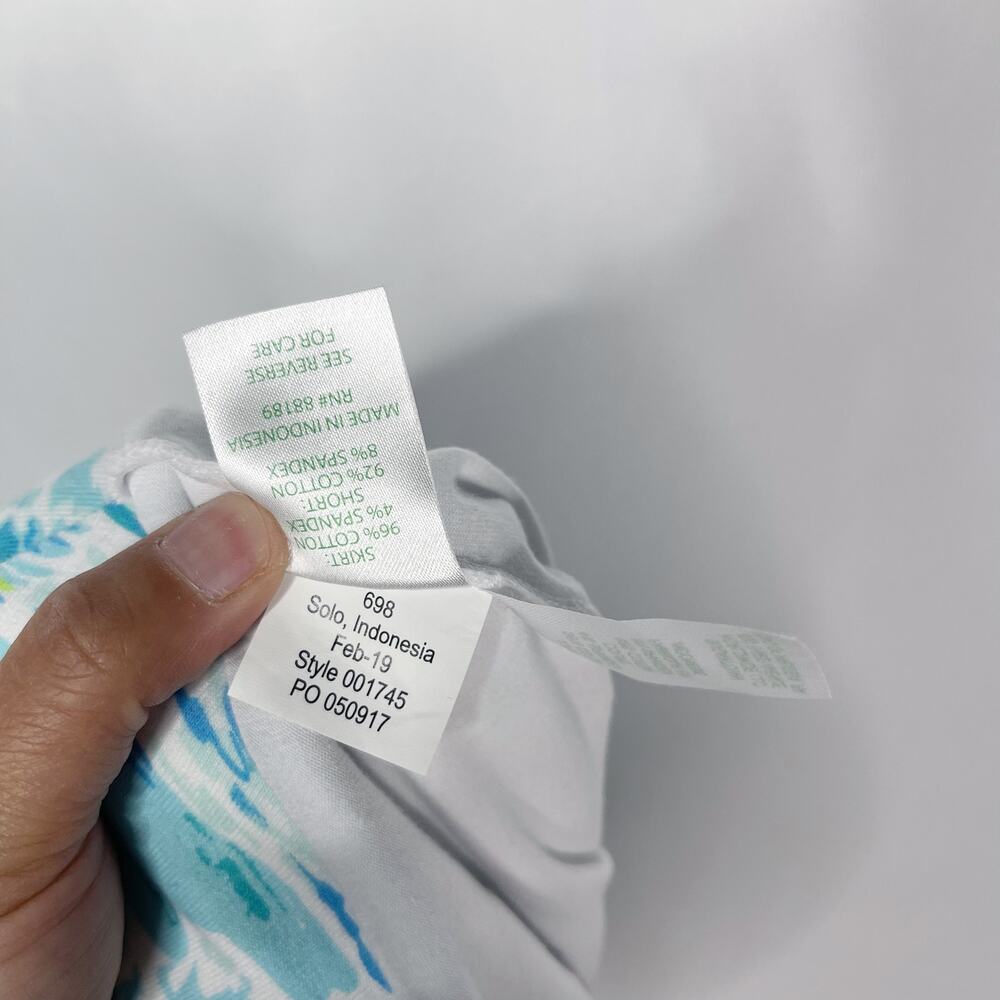 SKIRT:
96% COTTON
4% SPANDEX
SHORT:
92% COTTON
8% SPANDEX
MADE IN INDONESIA
RN# 88189
SEE REVERSE
FOR CARE
698
Solo, Indonesia
Feb-19
Style 001745
PO 050917